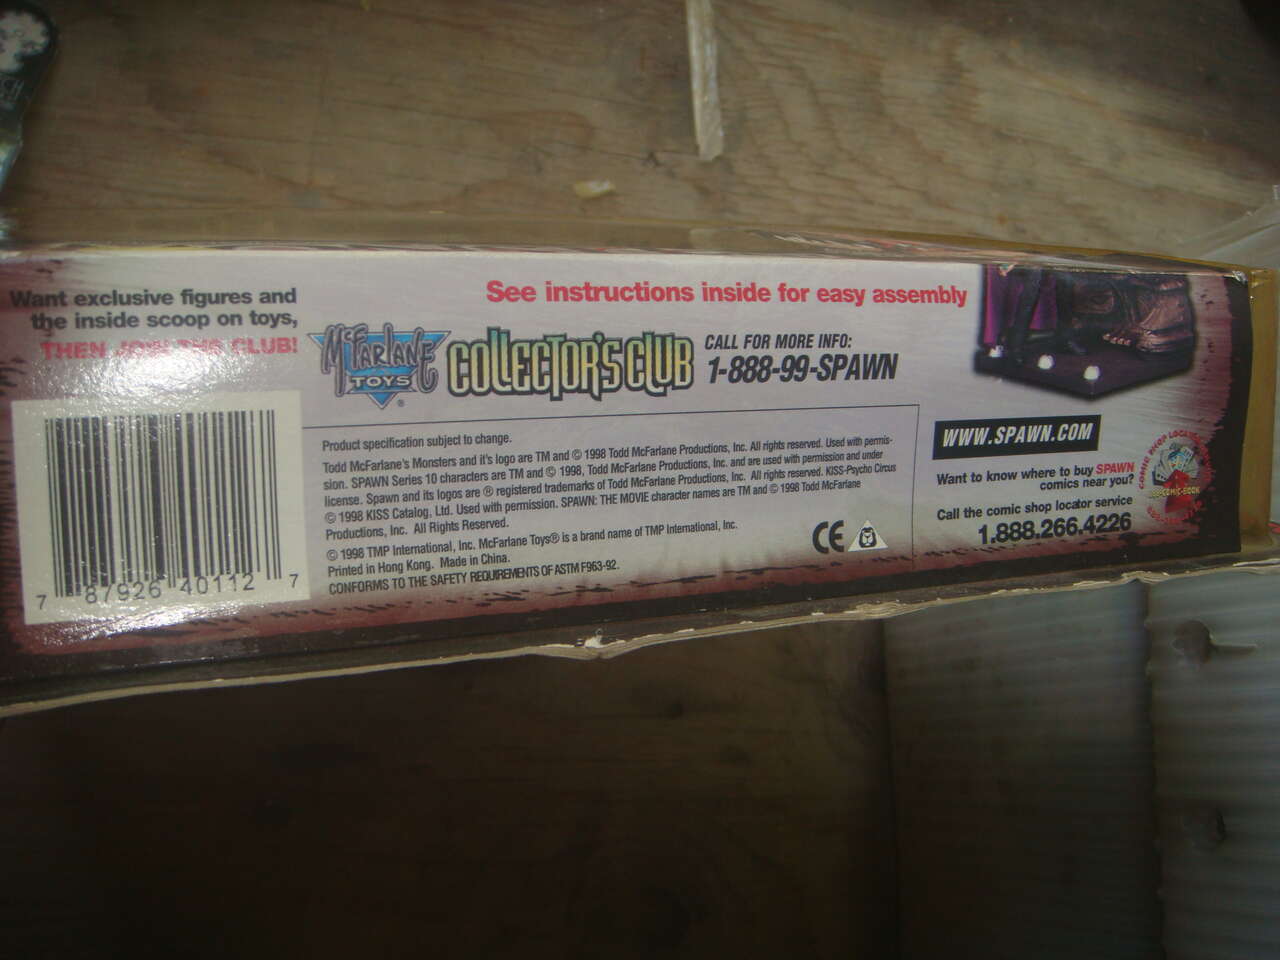 Want exclusive figures and
the inside scoop on toys,
THEN JOIN THE CLUB!
7 87926 40112 7
See instructions inside for easy assembly
McFARLANE
TOYS
®
COLLECTOR'S CLUB
CALL FOR MORE INFO:
1-888-99-SPAWN
Product specification subject to change.
Todd McFarlane's Monsters and it's logo are TM and © 1998 Todd McFarlane Productions, Inc. All rights reserved. Used with permis-
sion. SPAWN Series 10 characters are TM and © 1998, Todd McFarlane Productions, Inc. and are used with permission and under
license. Spawn and its logos are ® registered trademarks of Todd McFarlane Productions, Inc. All rights reserved. KISS-Psycho Circus
© 1998 KISS Catalog, Ltd. Used with permission. SPAWN: THE MOVIE character names are TM and © 1998 Todd McFarlane
Productions, Inc. All Rights Reserved.
© 1998 TMP International, Inc. McFarlane Toys® is a brand name of TMP International, Inc.
Printed in Hong Kong. Made in China.
CONFORMS TO THE SAFETY REQUIREMENTS OF ASTM F963-92.
CE
WWW.SPAWN.COM
Want to know where to buy SPAWN
comics near you?
Call the comic shop locator service
1.888.266.4226
COMIC SHOP LOCATOR